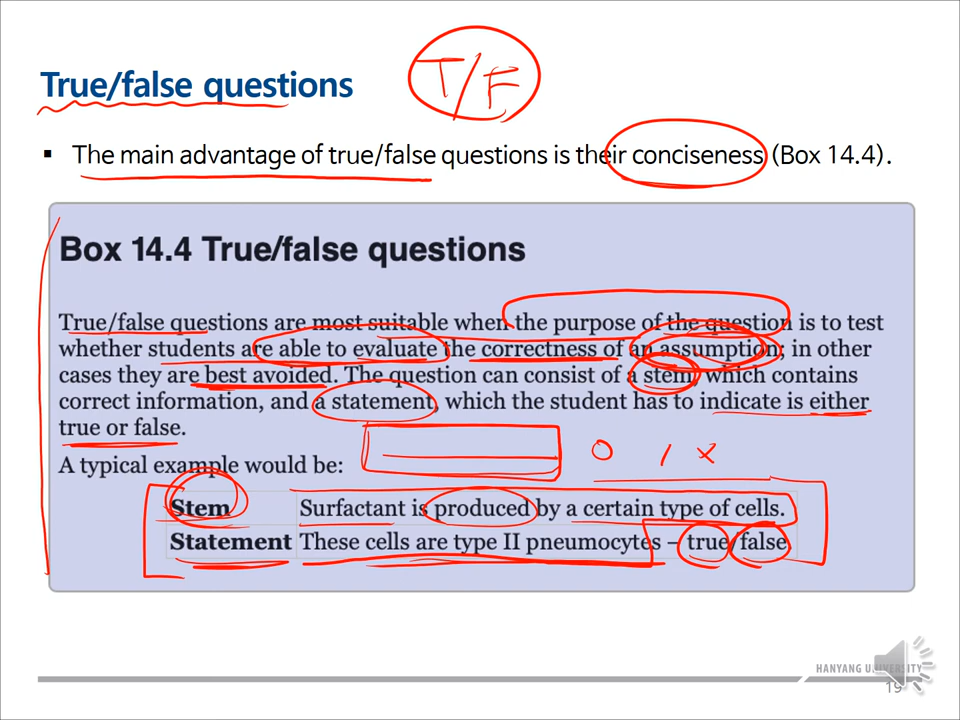 True/false questions
T/F
▪ The main advantage of true/false questions is their conciseness (Box 14.4).
Box 14.4 True/false questions
True/false questions are most suitable when the purpose of the question is to test
whether students are able to evaluate the correctness of an assumption; in other
cases they are best avoided. The question can consist of a stem, which contains
correct information, and a statement, which the student has to indicate is either
true or false.
A typical example would be:
O / X
Stem Surfactant is produced by a certain type of cells.
Statement These cells are type II pneumocytes – true/false.
HANYANG UNIVERSITY
19